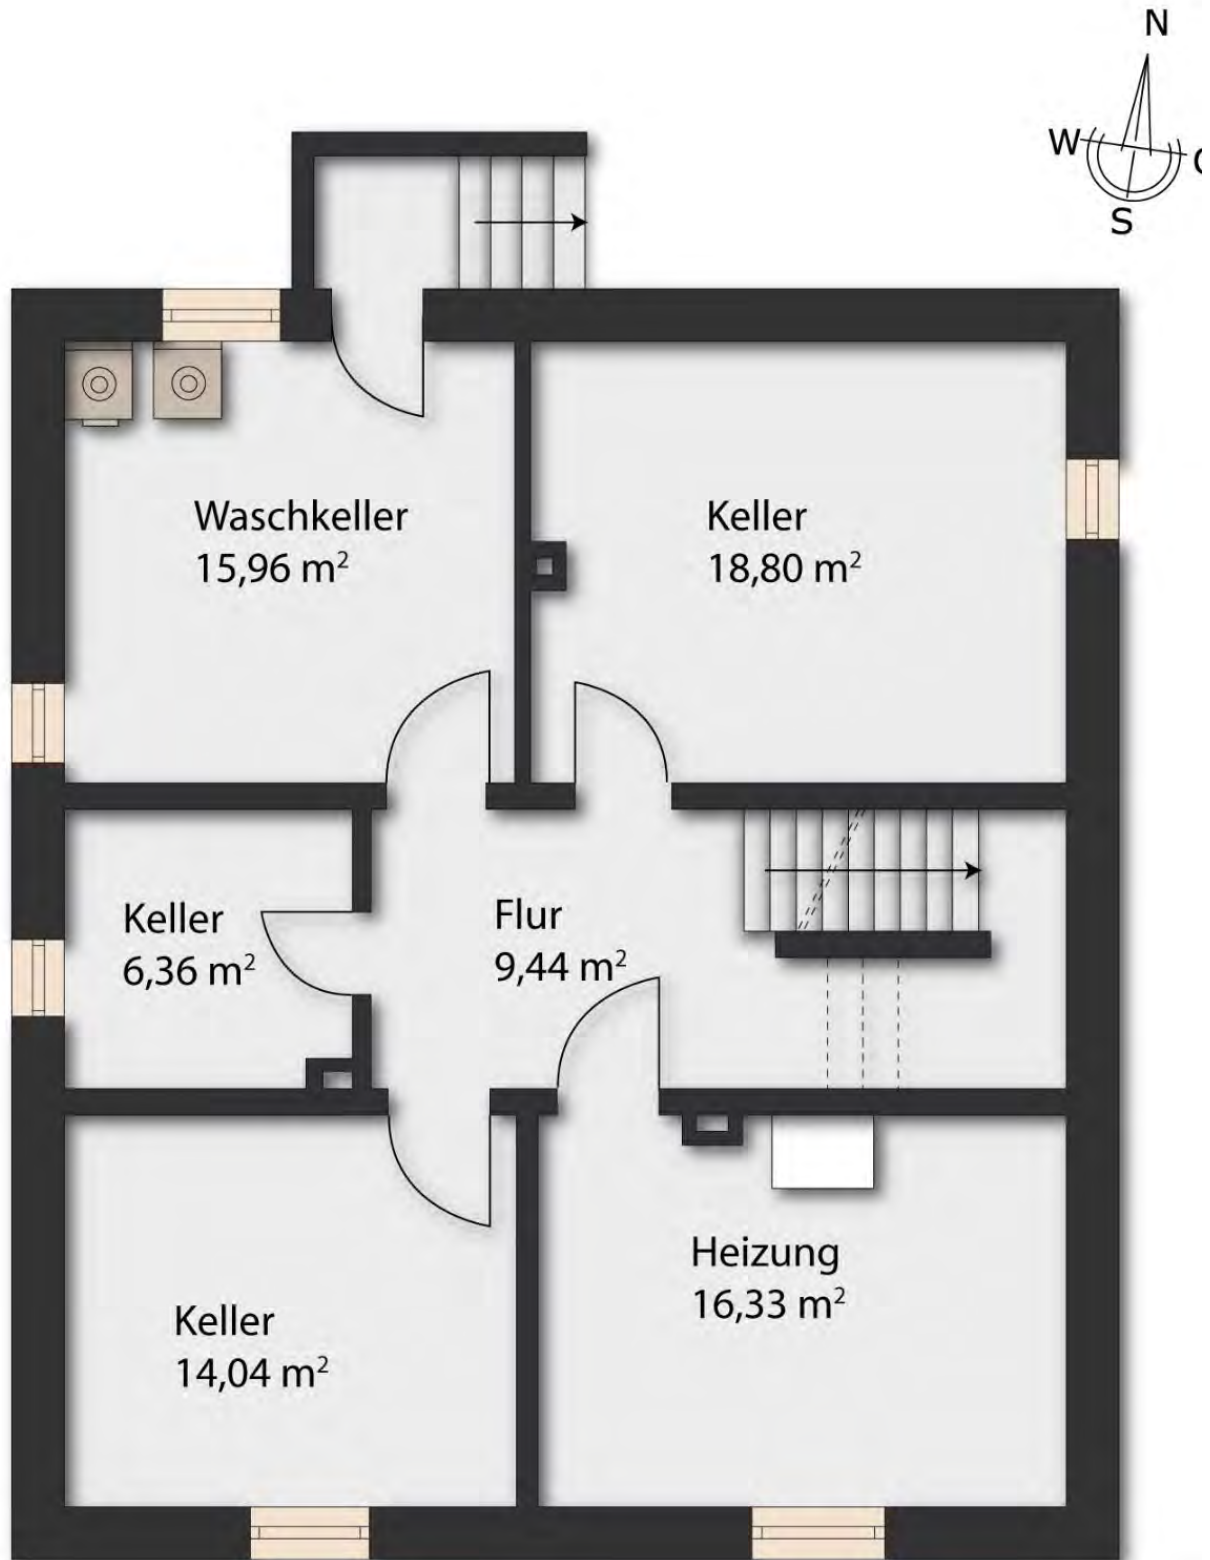 N
W
S
Waschkeller
15,96 m²
Keller
18,80 m²
Keller
6,36 m²
Flur
9,44 m²
Heizung
16,33 m²
Keller
14,04 m²